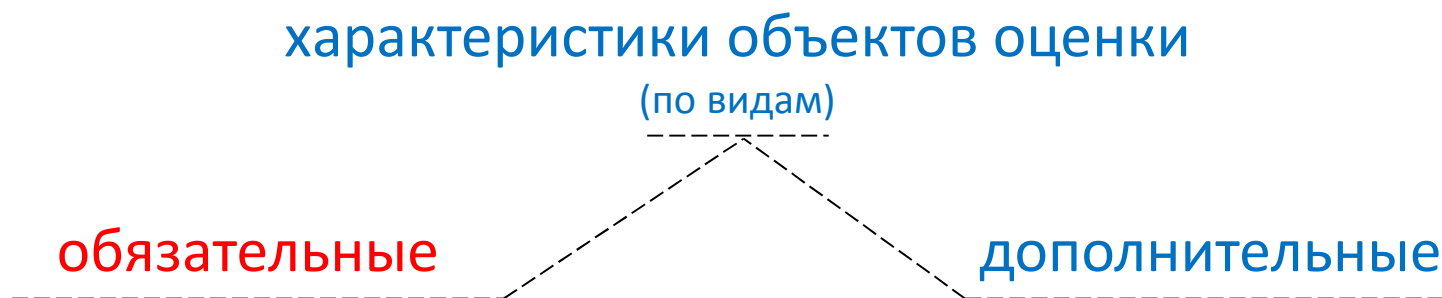 характеристики объектов оценки
(по видам)
обязательные
дополнительные